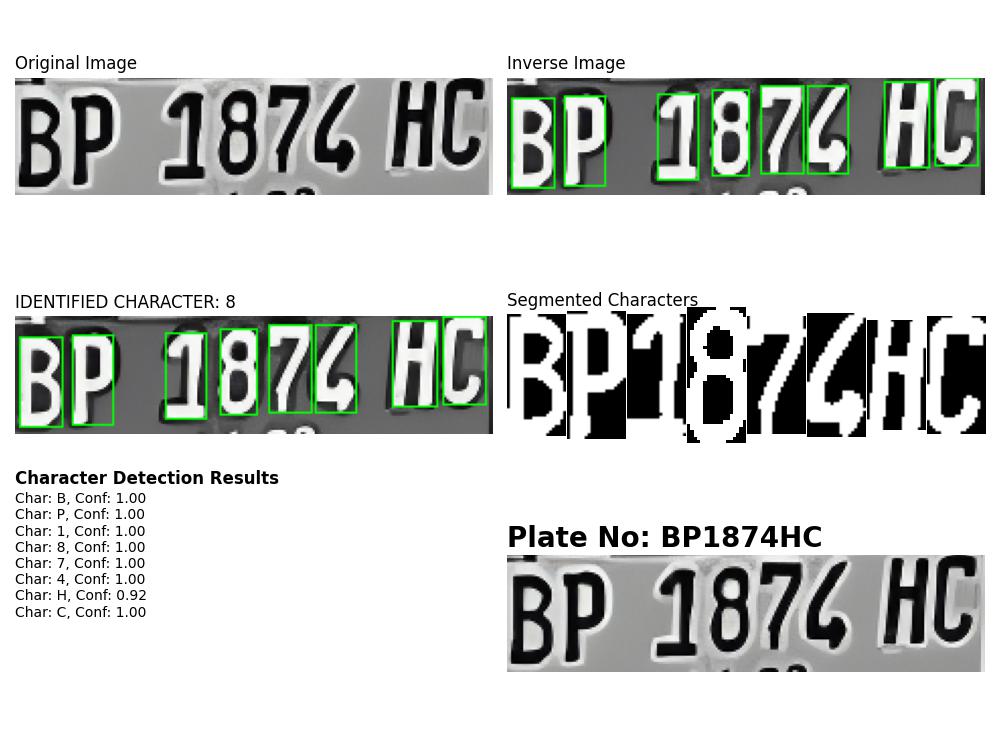 Original Image
BP 1874 HC
Inverse Image
BP 1874 HC
IDENTIFIED CHARACTER: 8
BP 1874 HC
Segmented Characters
BP1874HC
Character Detection Results
Char: B, Conf: 1.00
Char: P, Conf: 1.00
Char: 1, Conf: 1.00
Char: 8, Conf: 1.00
Char: 7, Conf: 1.00
Char: 4, Conf: 1.00
Char: H, Conf: 0.92
Char: C, Conf: 1.00
Plate No: BP1874HC
BP 1874 HC